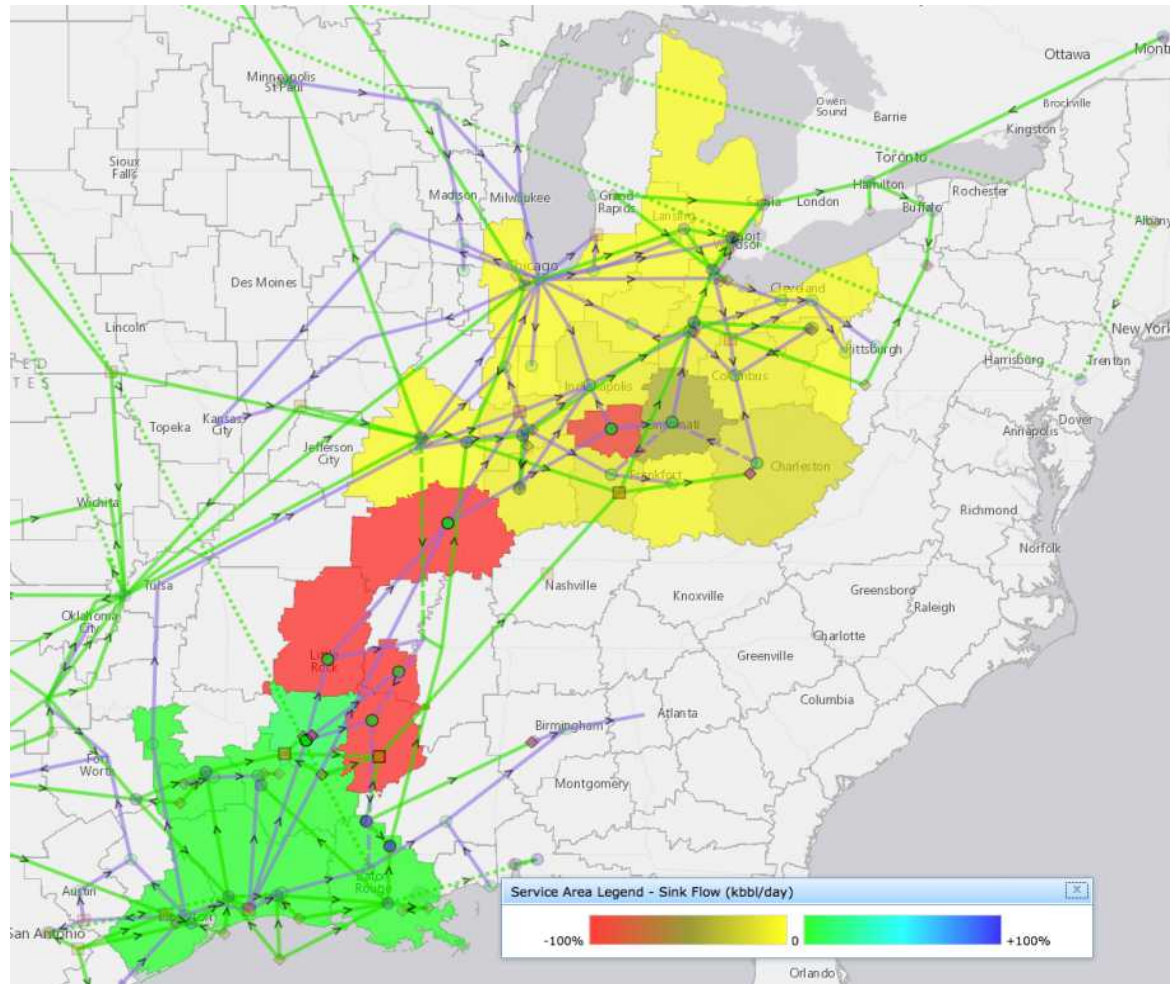 Ottawa
Minneapolis
St Paul
Owen
Sound
Barrie
Brockville
Kingston
Toronto
Sioux
Falls
Madison
Milwaukee
Grand
Rapids
London
Hamilton
Rochester
Buffalo
Lansing
Albany
Chicago
Des Moines
Cleveland
Lincoln
New York
Pittsburgh
Harrisburg
Trenton
Indianapolis
Columbus
Kansas
City
Topeka
Dover
Annapolis
Jefferson
City
Frankfort
Charleston
Wichita
Richmond
Norfolk
Tulsa
Nashville
Knoxville
Greensboro
Raleigh
Oklahoma
City
Charlotte
Little
Rock
Greenville
Columbia
Birmingham
Atlanta
Fort
Worth
Montgomery
Austin
Baton
Rouge
San Antonio
Service Area Legend - Sink Flow (kbbl/day)
-100%
0
+100%
Orlando